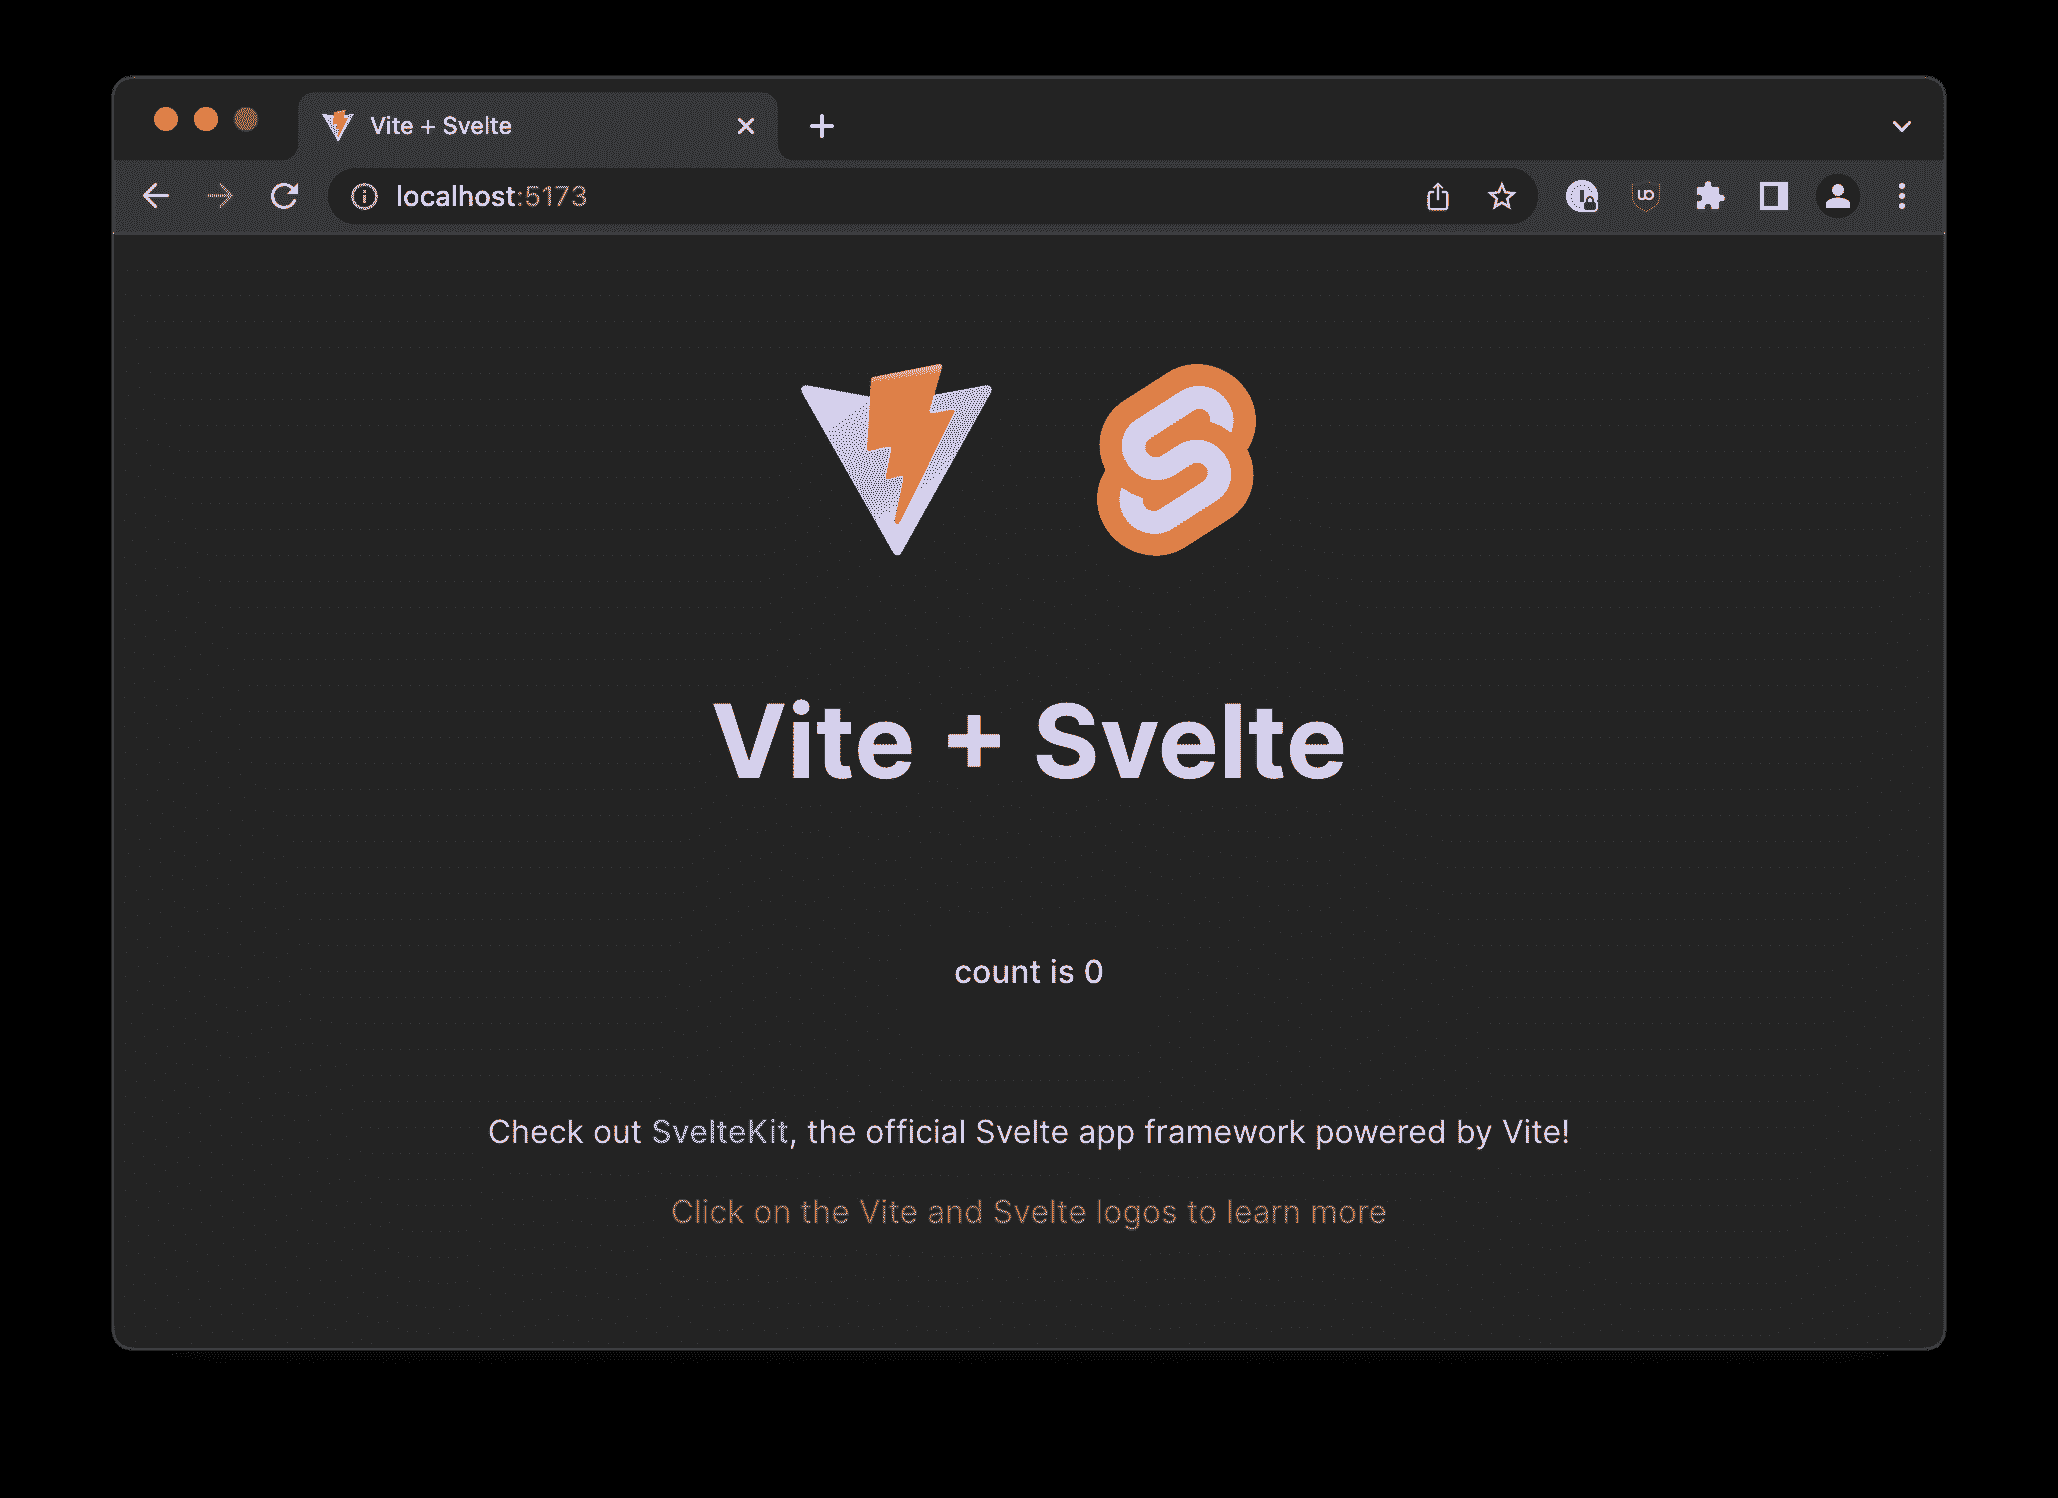 Vite + Svelte
localhost:5173
Vite + Svelte
count is 0
Check out SvelteKit, the official Svelte app framework powered by Vite!
Click on the Vite and Svelte logos to learn more